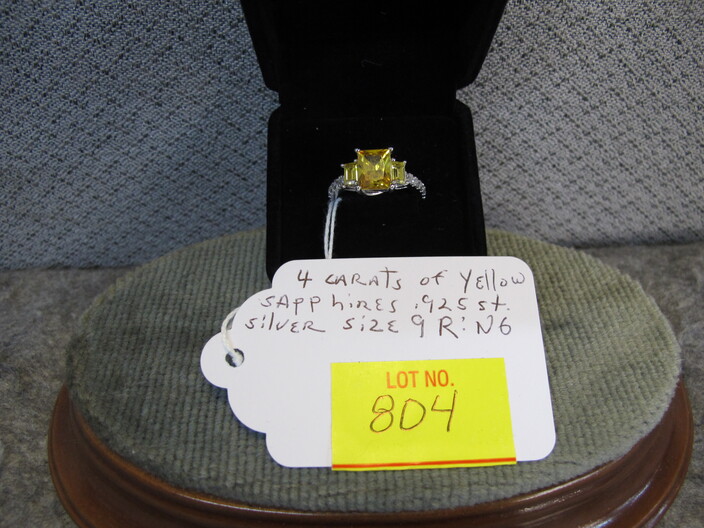 4 CARATS of Yellow
SAPPhires .925 st.
SilVER SizE 9 R:N6
LOT NO.
804